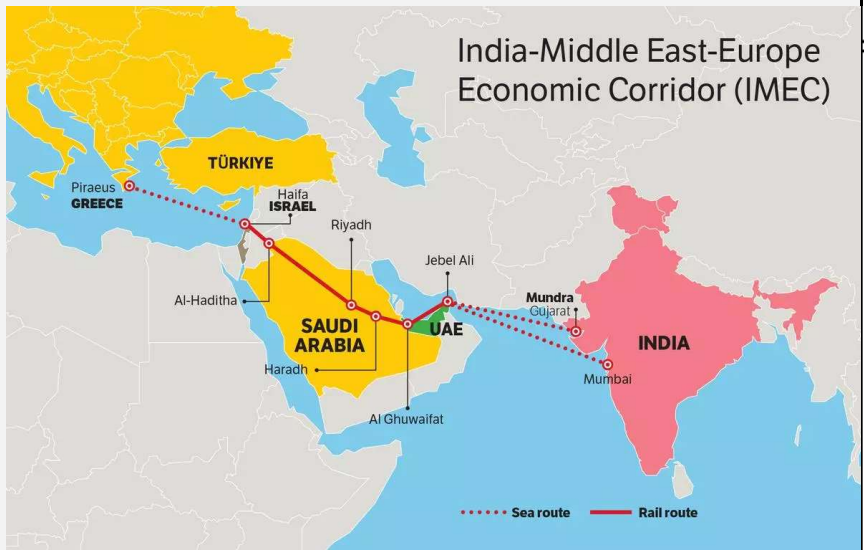 India-Middle East-Europe
Economic Corridor (IMEC)
TÜRKIYE
Piraeus
GREECE
Haifa
ISRAEL
Riyadh
Jebel Ali
Al-Haditha
Mundra
Gujarat
SAUDI
ARABIA
UAE
INDIA
Haradh
Mumbai
Al Ghuwaifat
Sea route
Rail route